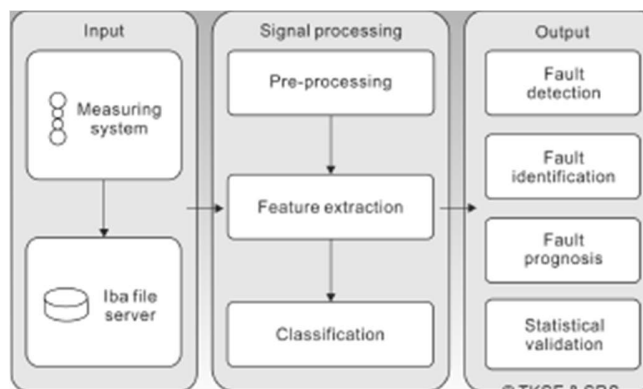 Input
Measuring
system
Iba file
server
Signal processing
Pre-processing
Feature extraction
Classification
Output
Fault
detection
Fault
identification
Fault
prognosis
Statistical
validation